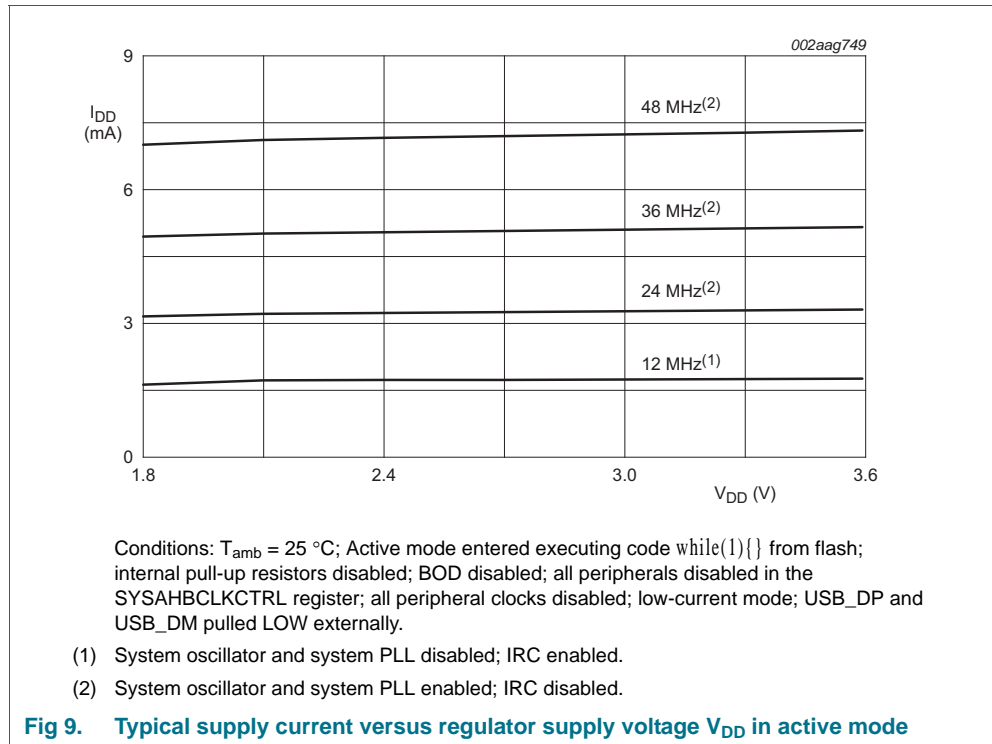 002aag749
9
I_DD
(mA)
48 MHz(2)
6
36 MHz(2)
24 MHz(2)
3
12 MHz(1)
0
1.8 2.4 3.0 3.6
V_DD (V)
Conditions: T_amb = 25 °C; Active mode entered executing code while(1){} from flash;
internal pull-up resistors disabled; BOD disabled; all peripherals disabled in the
SYSAHBCLKCTRL register; all peripheral clocks disabled; low-current mode; USB_DP and
USB_DM pulled LOW externally.
(1) System oscillator and system PLL disabled; IRC enabled.
(2) System oscillator and system PLL enabled; IRC disabled.
Fig 9. Typical supply current versus regulator supply voltage V_DD in active mode